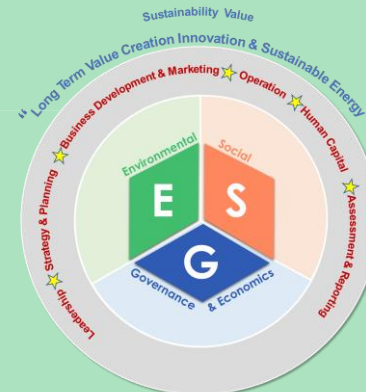 Sustainability Value
“ Long Term Value Creation Innovation & Sustainable Energy
Leadership Strategy & Planning Business Development & Marketing Operation Human Capital Assessment & Reporting
Environmental
Social
E
S
G
Governance & Economics